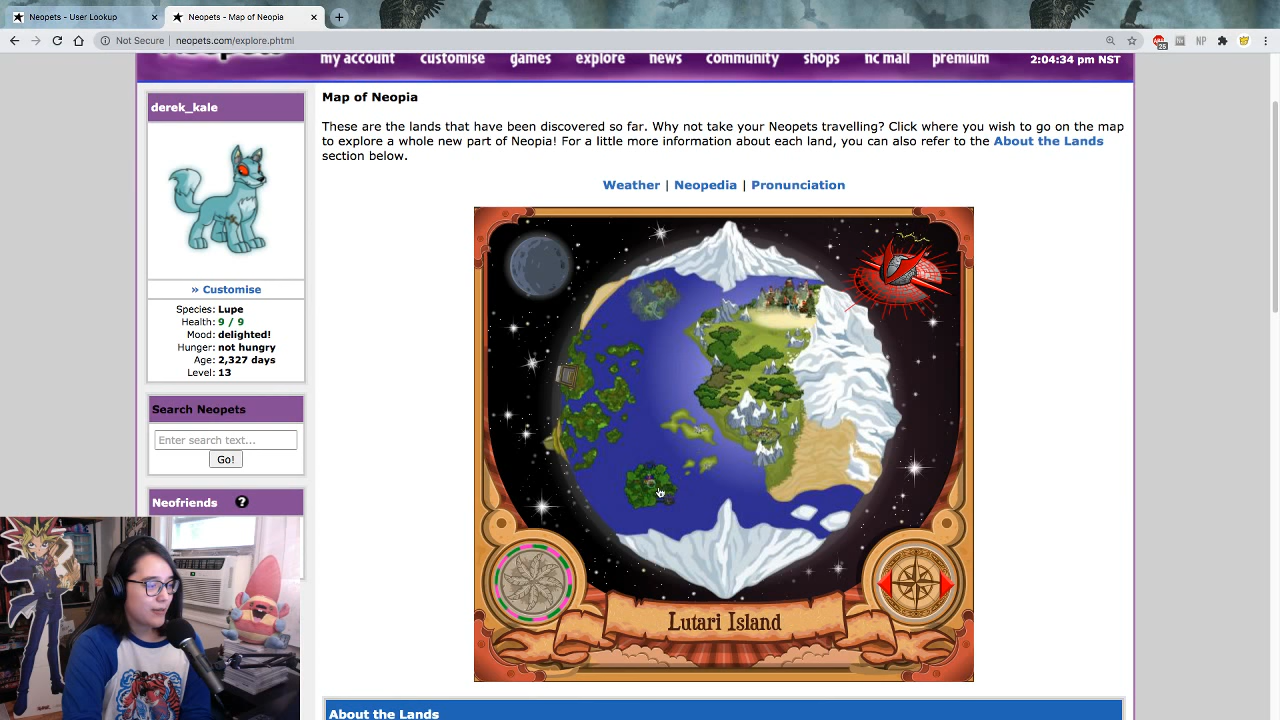 Neopets - User Lookup
Neopets - Map of Neopia
Not Secure | neopets.com/explore.phtml
my account customise games explore news community shops nc mall premium
2:04:34 pm NST
derek_kale
» Customise
Species: Lupe
Health: 9 / 9
Mood: delighted!
Hunger: not hungry
Age: 2,327 days
Level: 13
Search Neopets
Enter search text...
Go!
Neofriends ?
Map of Neopia
These are the lands that have been discovered so far. Why not take your Neopets travelling? Click where you wish to go on the map
to explore a whole new part of Neopia! For a little more information about each land, you can also refer to the About the Lands
section below.
Weather | Neopedia | Pronunciation
Lutari Island
About the Lands